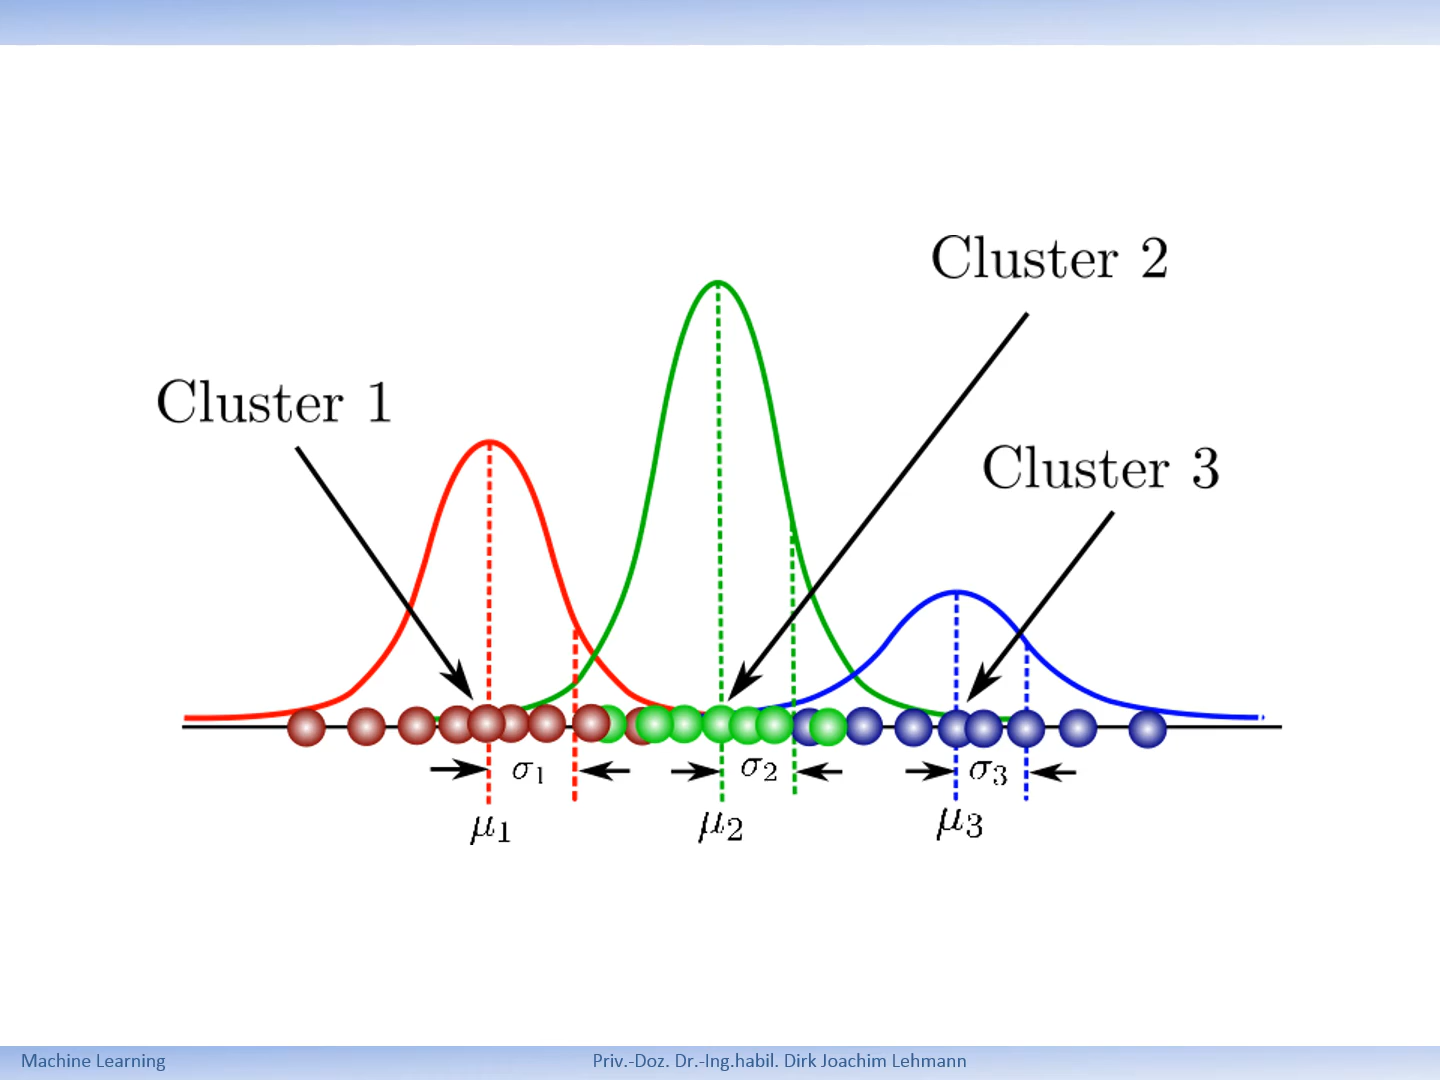 Cluster 2
Cluster 1
Cluster 3
σ₁
σ₂
σ₃
μ₁
μ₂
μ₃
Machine Learning
Priv.-Doz. Dr.-Ing.habil. Dirk Joachim Lehmann